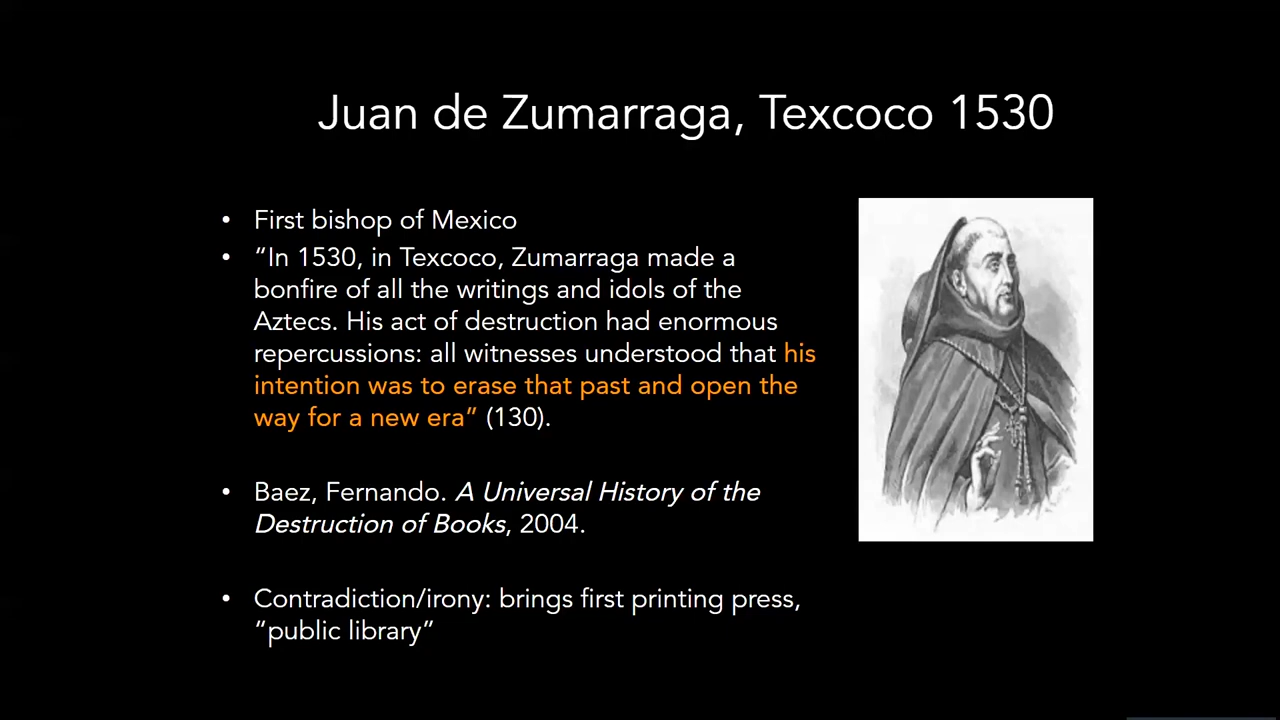 Juan de Zumarraga, Texcoco 1530
• First bishop of Mexico
• “In 1530, in Texcoco, Zumarraga made a
bonfire of all the writings and idols of the
Aztecs. His act of destruction had enormous
repercussions: all witnesses understood that his
intention was to erase that past and open the
way for a new era” (130).
• Baez, Fernando. A Universal History of the
Destruction of Books, 2004.
• Contradiction/irony: brings first printing press,
“public library”